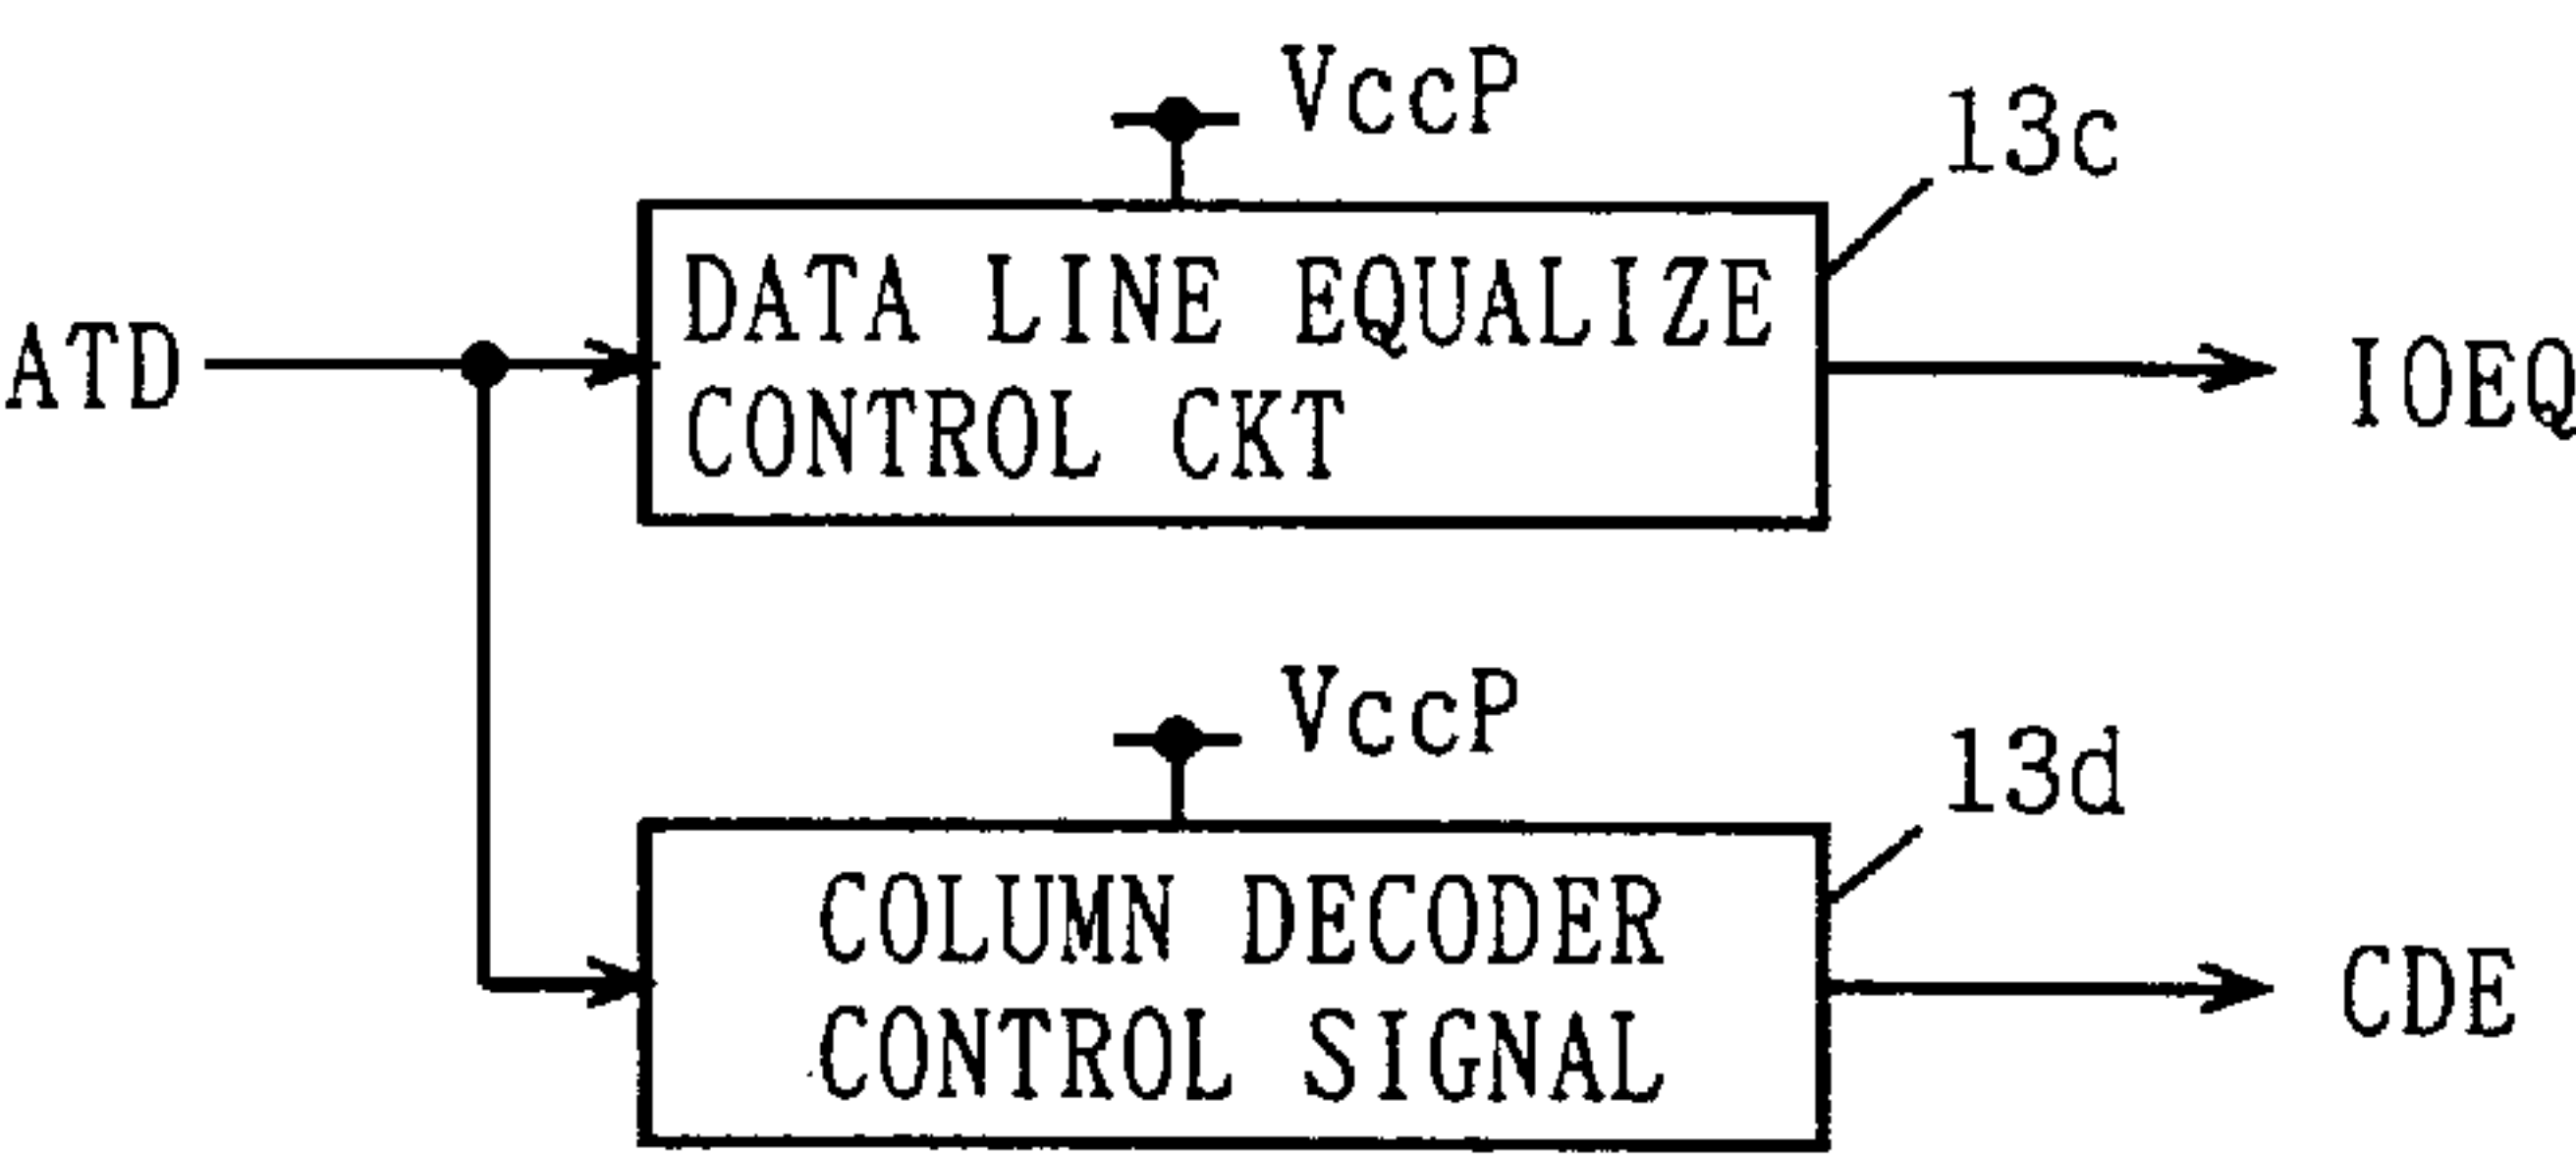 VccP
13c
DATA LINE EQUALIZE
CONTROL CKT
ATD
IOEQ
VccP
13d
COLUMN DECODER
CONTROL SIGNAL
CDE